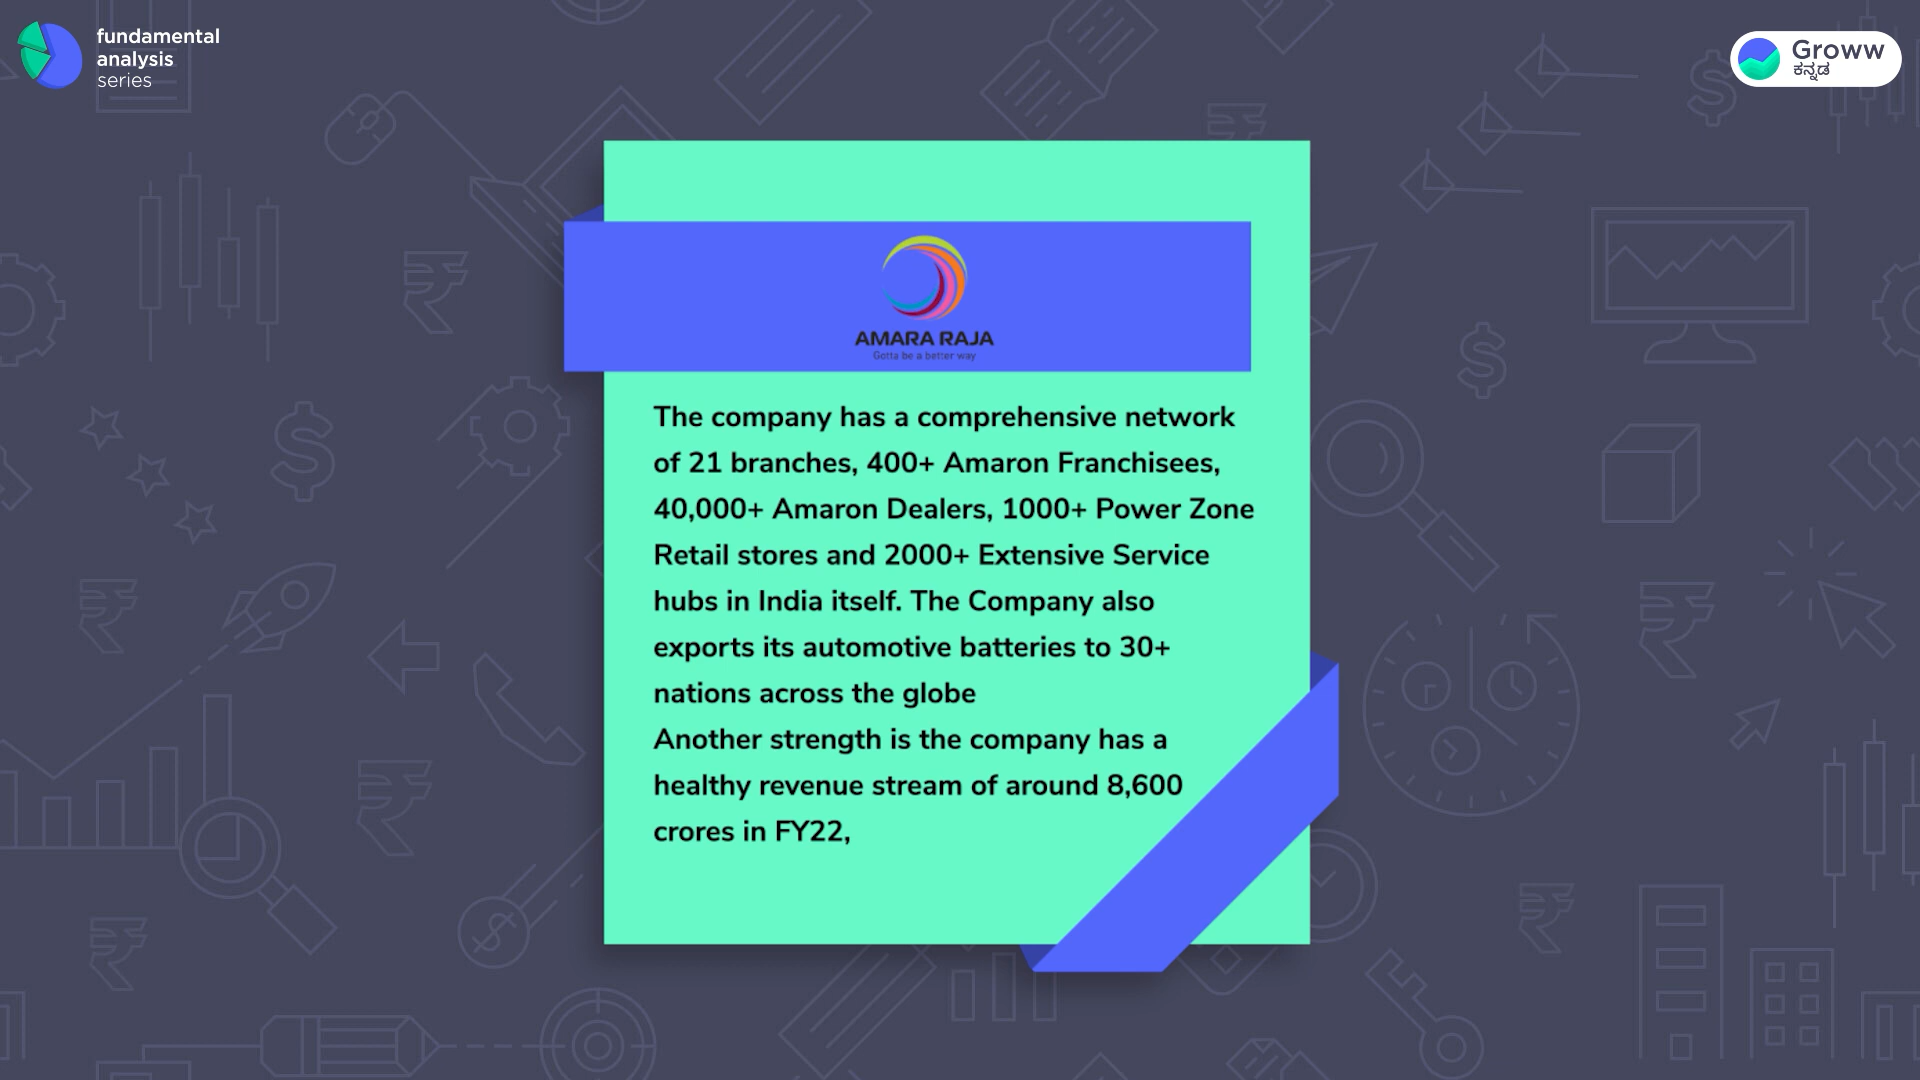 fundamental
analysis
series
Groww
ಕನ್ನಡ
AMARA RAJA
Gotta be a better way
The company has a comprehensive network
of 21 branches, 400+ Amaron Franchisees,
40,000+ Amaron Dealers, 1000+ Power Zone
Retail stores and 2000+ Extensive Service
hubs in India itself. The Company also
exports its automotive batteries to 30+
nations across the globe
Another strength is the company has a
healthy revenue stream of around 8,600
crores in FY22,